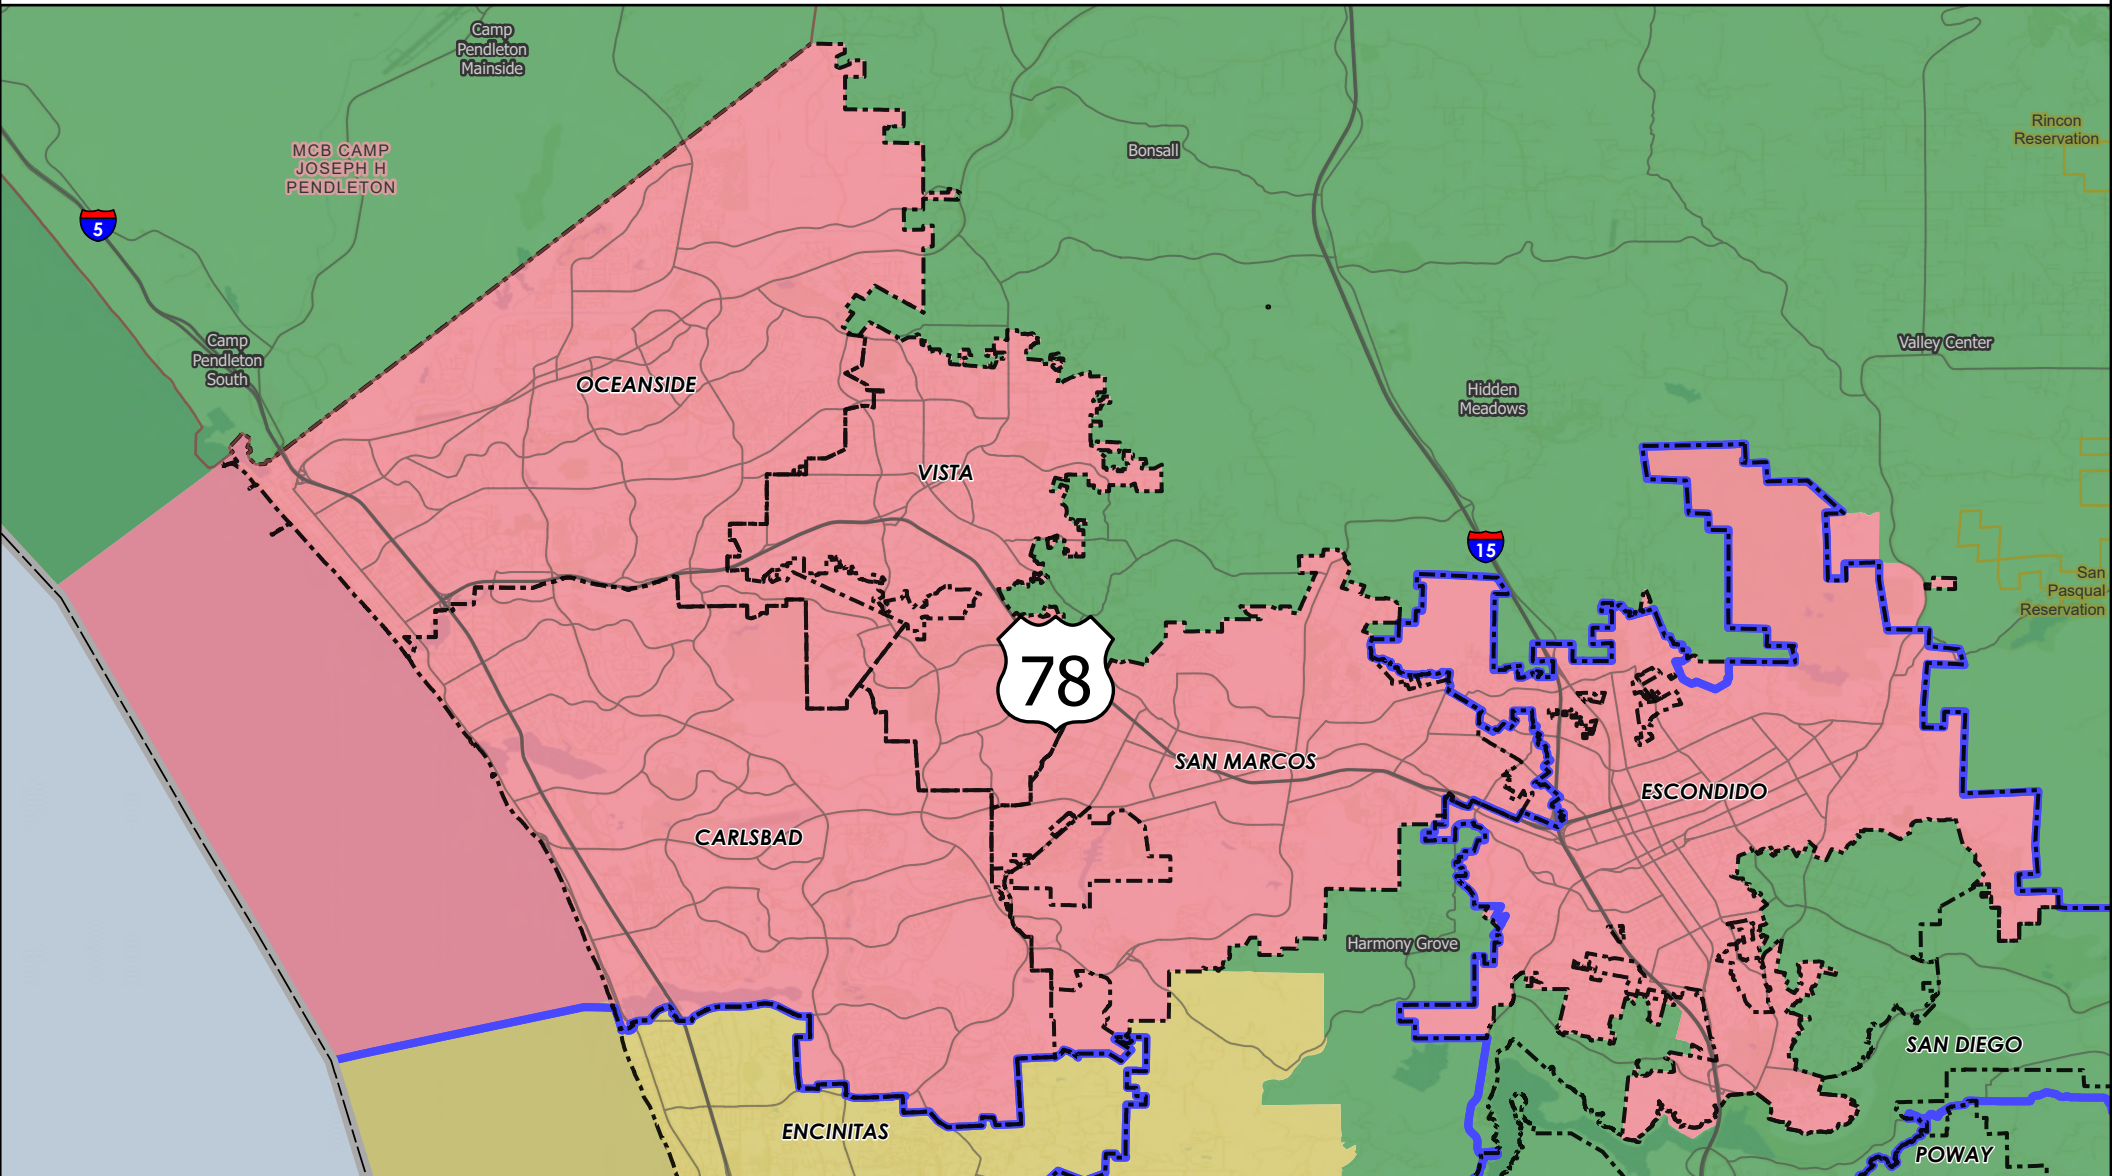 Camp
Pendleton
Mainside
MCB CAMP
JOSEPH H
PENDLETON
Bonsall
Rincon
Reservation
5
Camp
Pendleton
South
Valley Center
OCEANSIDE
Hidden
Meadows
VISTA
15
San
Pasqual
Reservation
78
SAN MARCOS
ESCONDIDO
CARLSBAD
Harmony Grove
SAN DIEGO
ENCINITAS
POWAY